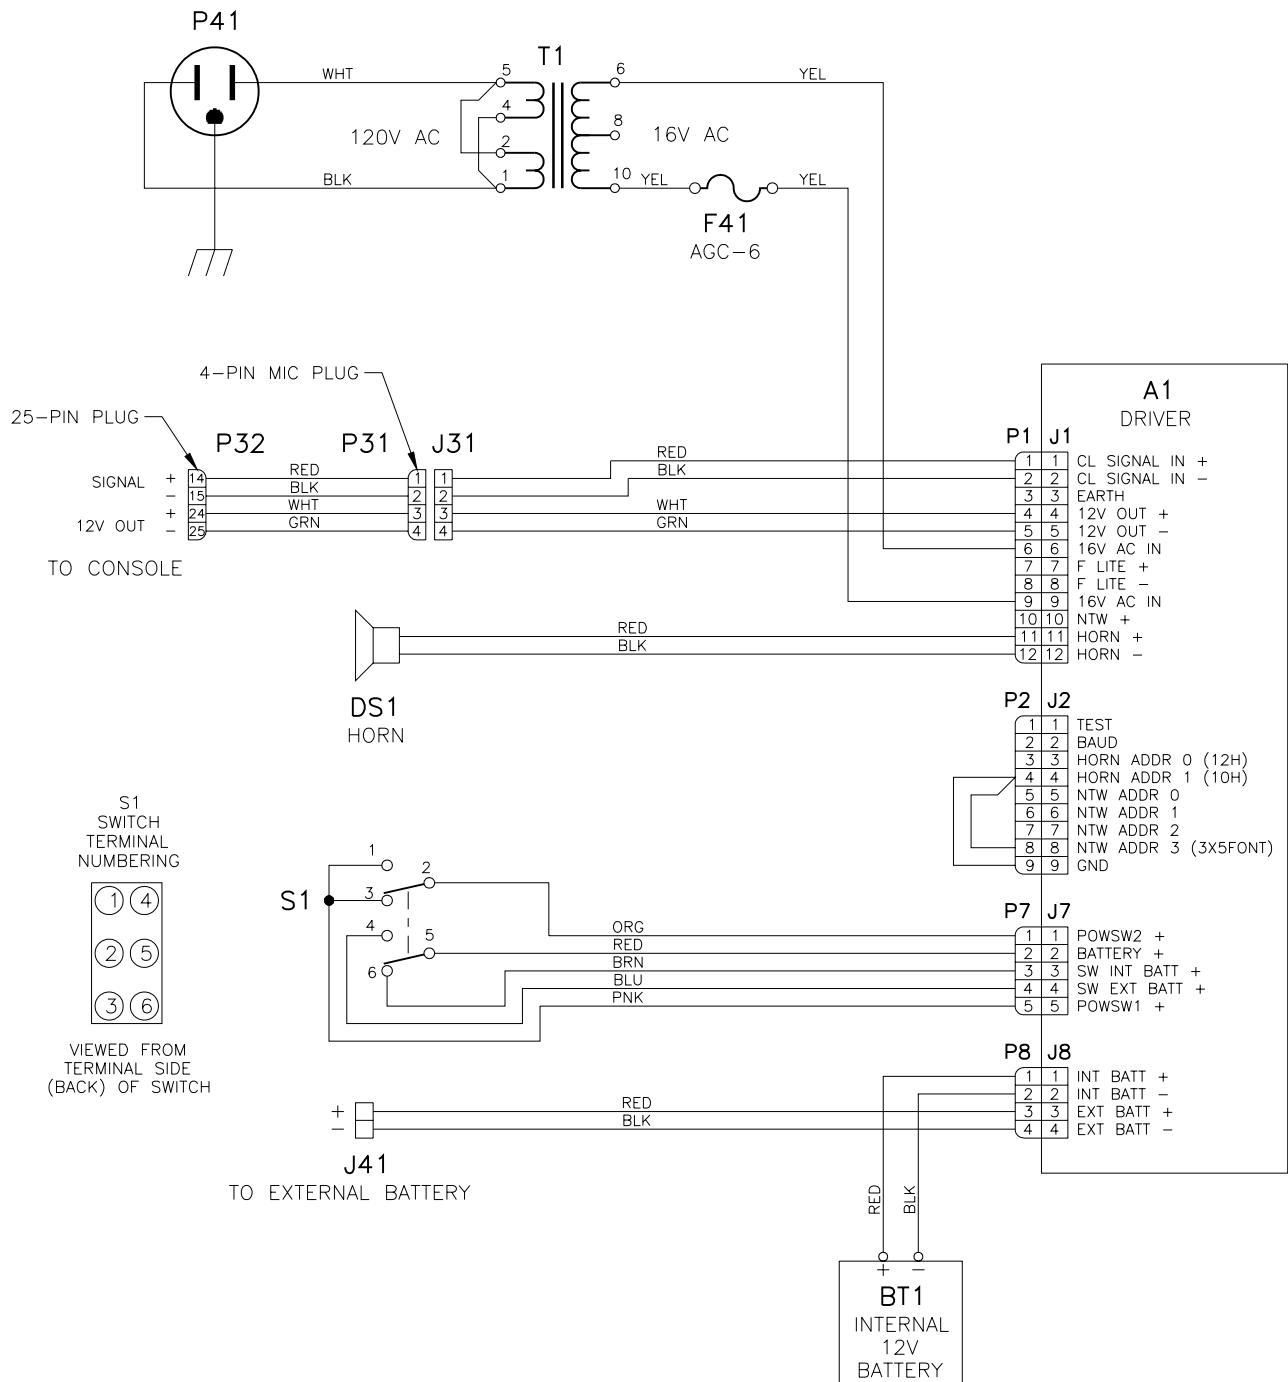 P41
T1
WHT
5
6
YEL
4
120V AC
8
16V AC
2
BLK
1
10
YEL
YEL
F41
AGC-6
4-PIN MIC PLUG
25-PIN PLUG
P32
P31
J31
SIGNAL + 14 RED 1 1 RED
- 15 BLK 2 2 BLK
+ 24 WHT 3 3 WHT
12V OUT - 25 GRN 4 4 GRN
TO CONSOLE
A1
DRIVER
P1 J1
1 1 CL SIGNAL IN +
2 2 CL SIGNAL IN -
3 3 EARTH
4 4 12V OUT +
5 5 12V OUT -
6 6 16V AC IN
7 7 F LITE +
8 8 F LITE -
9 9 16V AC IN
10 10 NTW +
RED 11 11 HORN +
BLK 12 12 HORN -
DS1
HORN
P2 J2
1 1 TEST
2 2 BAUD
3 3 HORN ADDR 0 (12H)
4 4 HORN ADDR 1 (10H)
5 5 NTW ADDR 0
6 6 NTW ADDR 1
7 7 NTW ADDR 2
8 8 NTW ADDR 3 (3X5FONT)
9 9 GND
S1
SWITCH
TERMINAL
NUMBERING
1 4
2 5
3 6
VIEWED FROM
TERMINAL SIDE
(BACK) OF SWITCH
S1
1
2
3
4
5
6
P7 J7
ORG 1 1 POWSW2 +
RED 2 2 BATTERY +
BRN 3 3 SW INT BATT +
BLU 4 4 SW EXT BATT +
PNK 5 5 POWSW1 +
P8 J8
1 1 INT BATT +
2 2 INT BATT -
+ RED 3 3 EXT BATT +
- BLK 4 4 EXT BATT -
J41
TO EXTERNAL BATTERY
RED
BLK
+ -
BT1
INTERNAL
12V
BATTERY